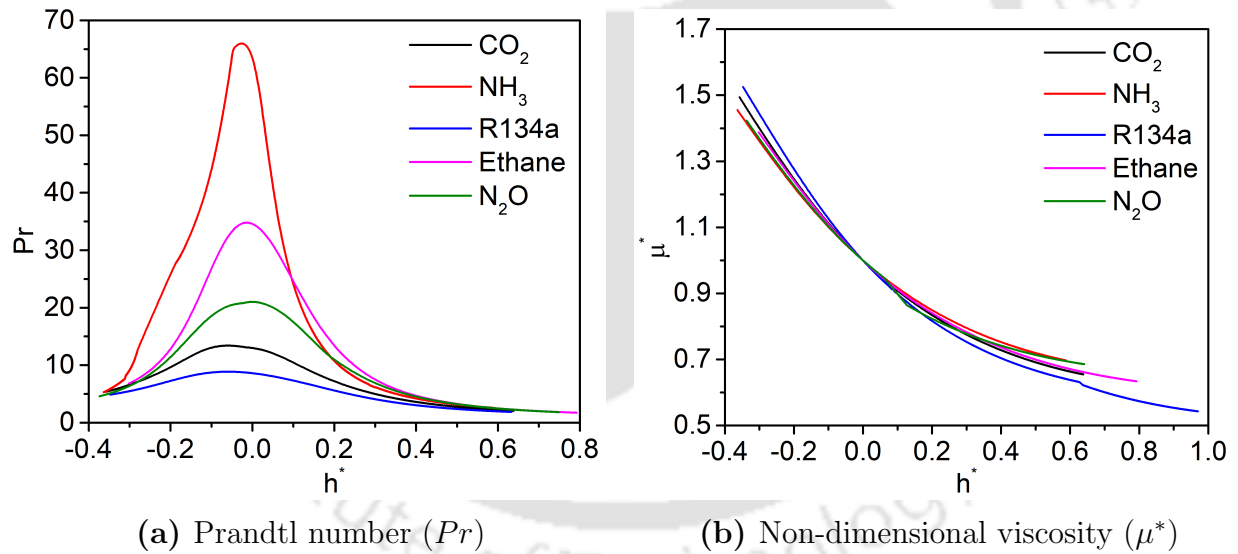 70
60
50
40
30
20
10
0
Pr
-0.4 -0.2 0.0 0.2 0.4 0.6 0.8
h*
CO₂
NH₃
R134a
Ethane
N₂O
(a) Prandtl number (Pr)
1.7
1.5
1.3
1.1
0.9
0.7
0.5
μ*
-0.4 -0.2 0.0 0.2 0.4 0.6 0.8 1.0
h*
CO₂
NH₃
R134a
Ethane
N₂O
(b) Non-dimensional viscosity (μ*)